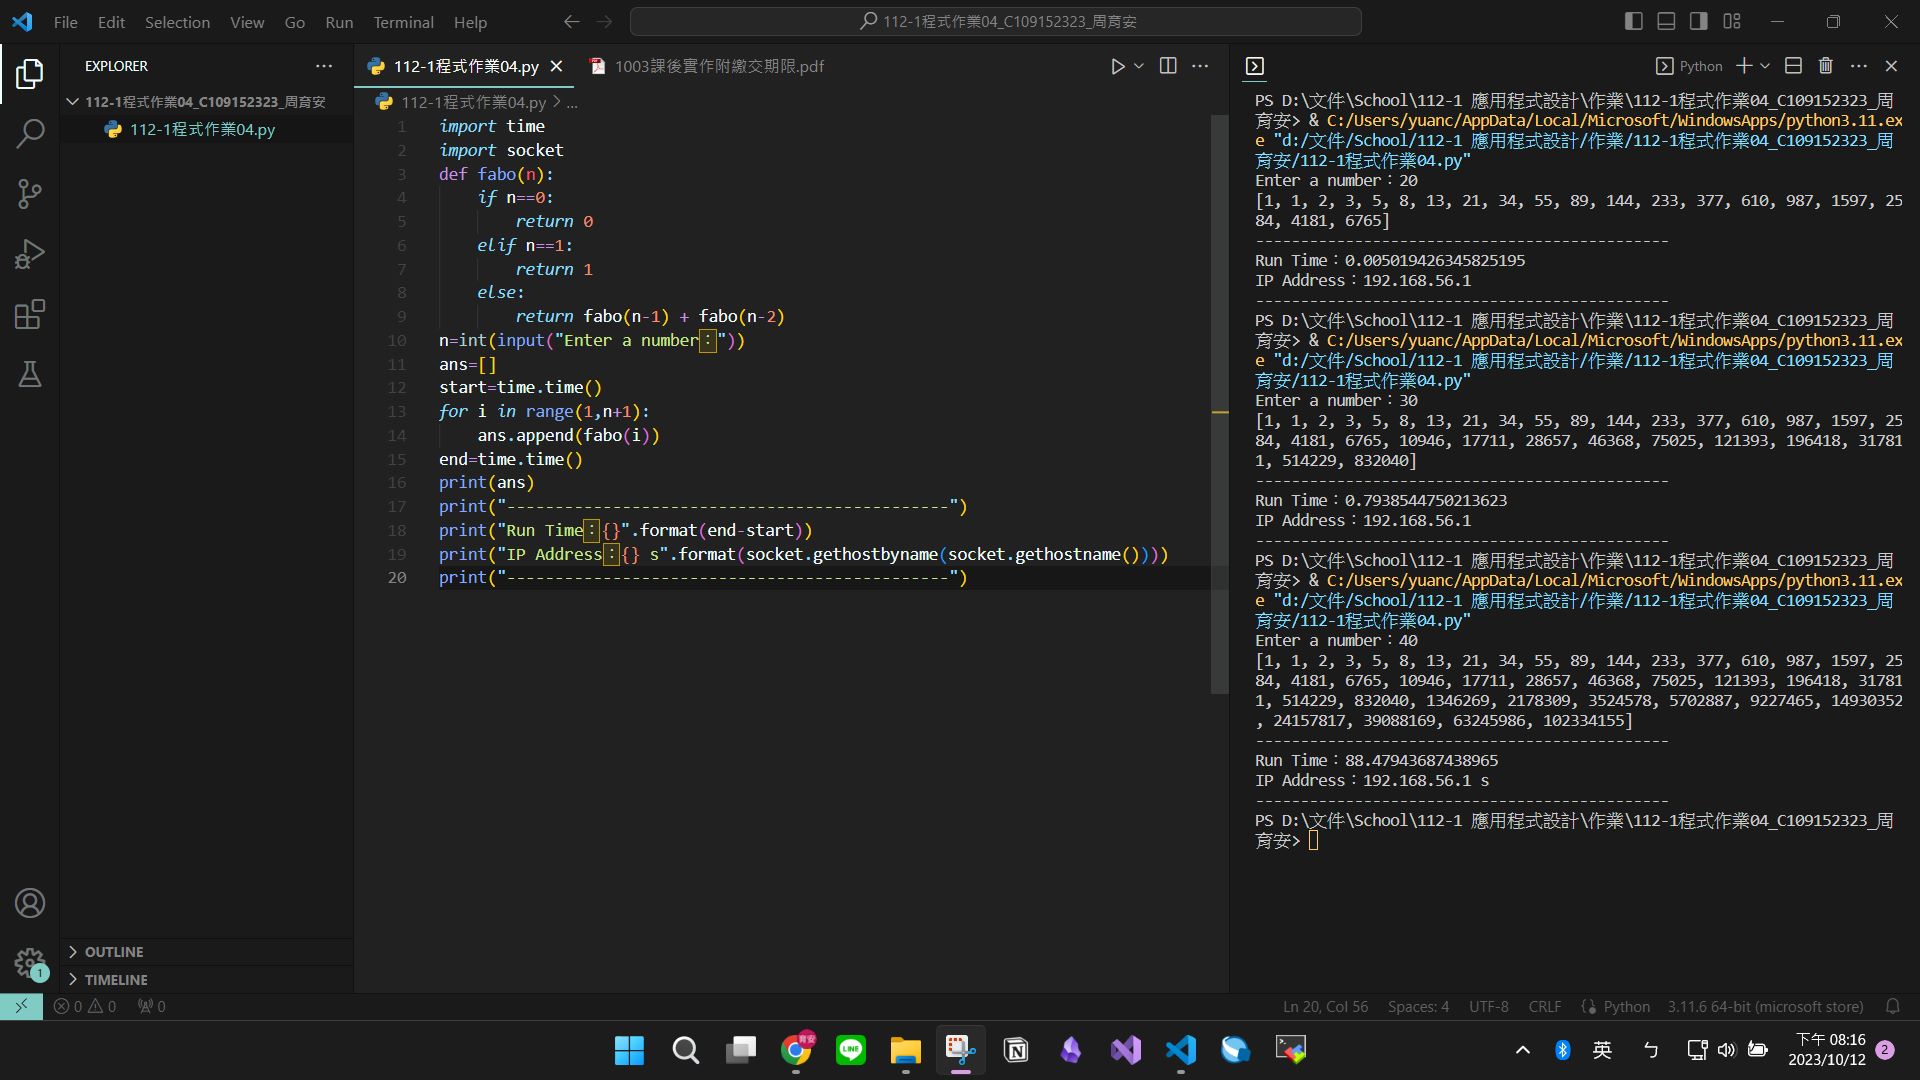 File Edit Selection View Go Run Terminal Help
112-1程式作業04_C109152323_周育安
EXPLORER
112-1程式作業04_C109152323_周育安
112-1程式作業04.py
OUTLINE
TIMELINE
112-1程式作業04.py
1003課後實作附繳交期限.pdf
112-1程式作業04.py > ...
1 import time
2 import socket
3 def fabo(n):
4 if n==0:
5 return 0
6 elif n==1:
7 return 1
8 else:
9 return fabo(n-1) + fabo(n-2)
10 n=int(input("Enter a number："))
11 ans=[]
12 start=time.time()
13 for i in range(1,n+1):
14 ans.append(fabo(i))
15 end=time.time()
16 print(ans)
17 print("----------------------------------------------")
18 print("Run Time：{}".format(end-start))
19 print("IP Address：{} s".format(socket.gethostbyname(socket.gethostname())))
20 print("----------------------------------------------")
Python
PS D:\文件\School\112-1 應用程式設計\作業\112-1程式作業04_C109152323_周
育安> & C:/Users/yuanc/AppData/Local/Microsoft/WindowsApps/python3.11.ex
e "d:/文件/School/112-1 應用程式設計/作業/112-1程式作業04_C109152323_周
育安/112-1程式作業04.py"
Enter a number：20
[1, 1, 2, 3, 5, 8, 13, 21, 34, 55, 89, 144, 233, 377, 610, 987, 1597, 25
84, 4181, 6765]
----------------------------------------------
Run Time：0.005019426345825195
IP Address：192.168.56.1
----------------------------------------------
PS D:\文件\School\112-1 應用程式設計\作業\112-1程式作業04_C109152323_周
育安> & C:/Users/yuanc/AppData/Local/Microsoft/WindowsApps/python3.11.ex
e "d:/文件/School/112-1 應用程式設計/作業/112-1程式作業04_C109152323_周
育安/112-1程式作業04.py"
Enter a number：30
[1, 1, 2, 3, 5, 8, 13, 21, 34, 55, 89, 144, 233, 377, 610, 987, 1597, 25
84, 4181, 6765, 10946, 17711, 28657, 46368, 75025, 121393, 196418, 31781
1, 514229, 832040]
----------------------------------------------
Run Time：0.7938544750213623
IP Address：192.168.56.1
----------------------------------------------
PS D:\文件\School\112-1 應用程式設計\作業\112-1程式作業04_C109152323_周
育安> & C:/Users/yuanc/AppData/Local/Microsoft/WindowsApps/python3.11.ex
e "d:/文件/School/112-1 應用程式設計/作業/112-1程式作業04_C109152323_周
育安/112-1程式作業04.py"
Enter a number：40
[1, 1, 2, 3, 5, 8, 13, 21, 34, 55, 89, 144, 233, 377, 610, 987, 1597, 25
84, 4181, 6765, 10946, 17711, 28657, 46368, 75025, 121393, 196418, 31781
1, 514229, 832040, 1346269, 2178309, 3524578, 5702887, 9227465, 14930352
, 24157817, 39088169, 63245986, 102334155]
----------------------------------------------
Run Time：88.47943687438965
IP Address：192.168.56.1 s
----------------------------------------------
PS D:\文件\School\112-1 應用程式設計\作業\112-1程式作業04_C109152323_周
育安>
1
0 0 0
Ln 20, Col 56 Spaces: 4 UTF-8 CRLF Python 3.11.6 64-bit (microsoft store)
育安
LINE
英 ㄅ
下午 08:16
2023/10/12
2